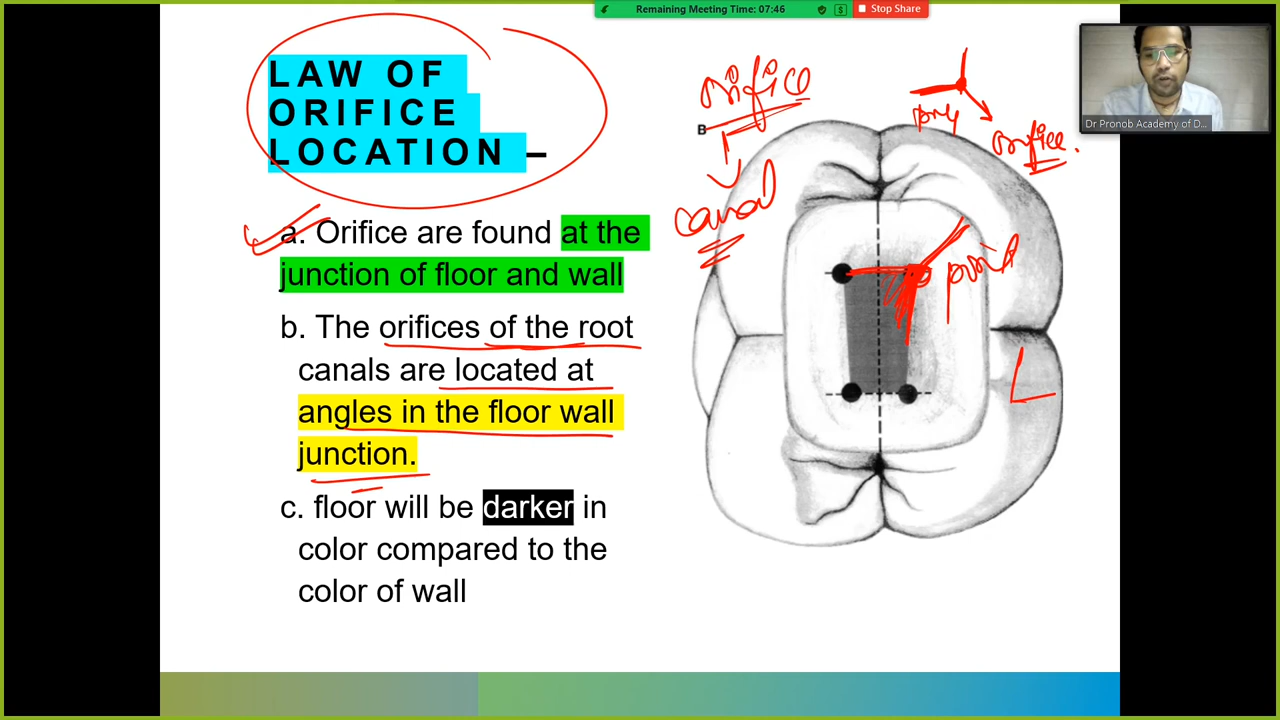 Remaining Meeting Time: 07:46
$
Stop Share
LAW OF
ORIFICE
LOCATION –
a. Orifice are found at the
junction of floor and wall
b. The orifices of the root
canals are located at
angles in the floor wall
junction.
c. floor will be darker in
color compared to the
color of wall
orifice
B
canal
orifice.
point
L
Dr Pronob Academy of D...